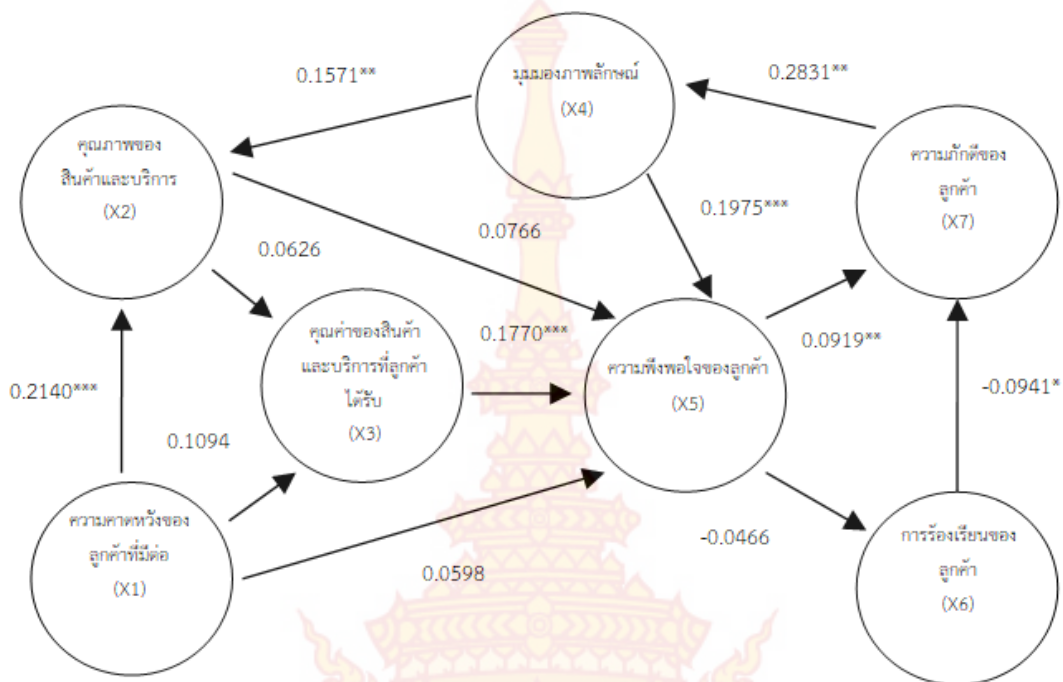 มุมมองภาพลักษณ์
(X4)
0.1571**
0.2831**
คุณภาพของ
สินค้าและบริการ
(X2)
ความภักดีของ
ลูกค้า
(X7)
0.1975***
0.0766
0.0626
คุณค่าของสินค้า
และบริการที่ลูกค้า
ได้รับ
(X3)
0.1770***
ความพึงพอใจของลูกค้า
(X5)
0.0919**
0.2140***
-0.0941*
0.1094
ความคาดหวังของ
ลูกค้าที่มีต่อ
(X1)
0.0598
-0.0466
การร้องเรียนของ
ลูกค้า
(X6)